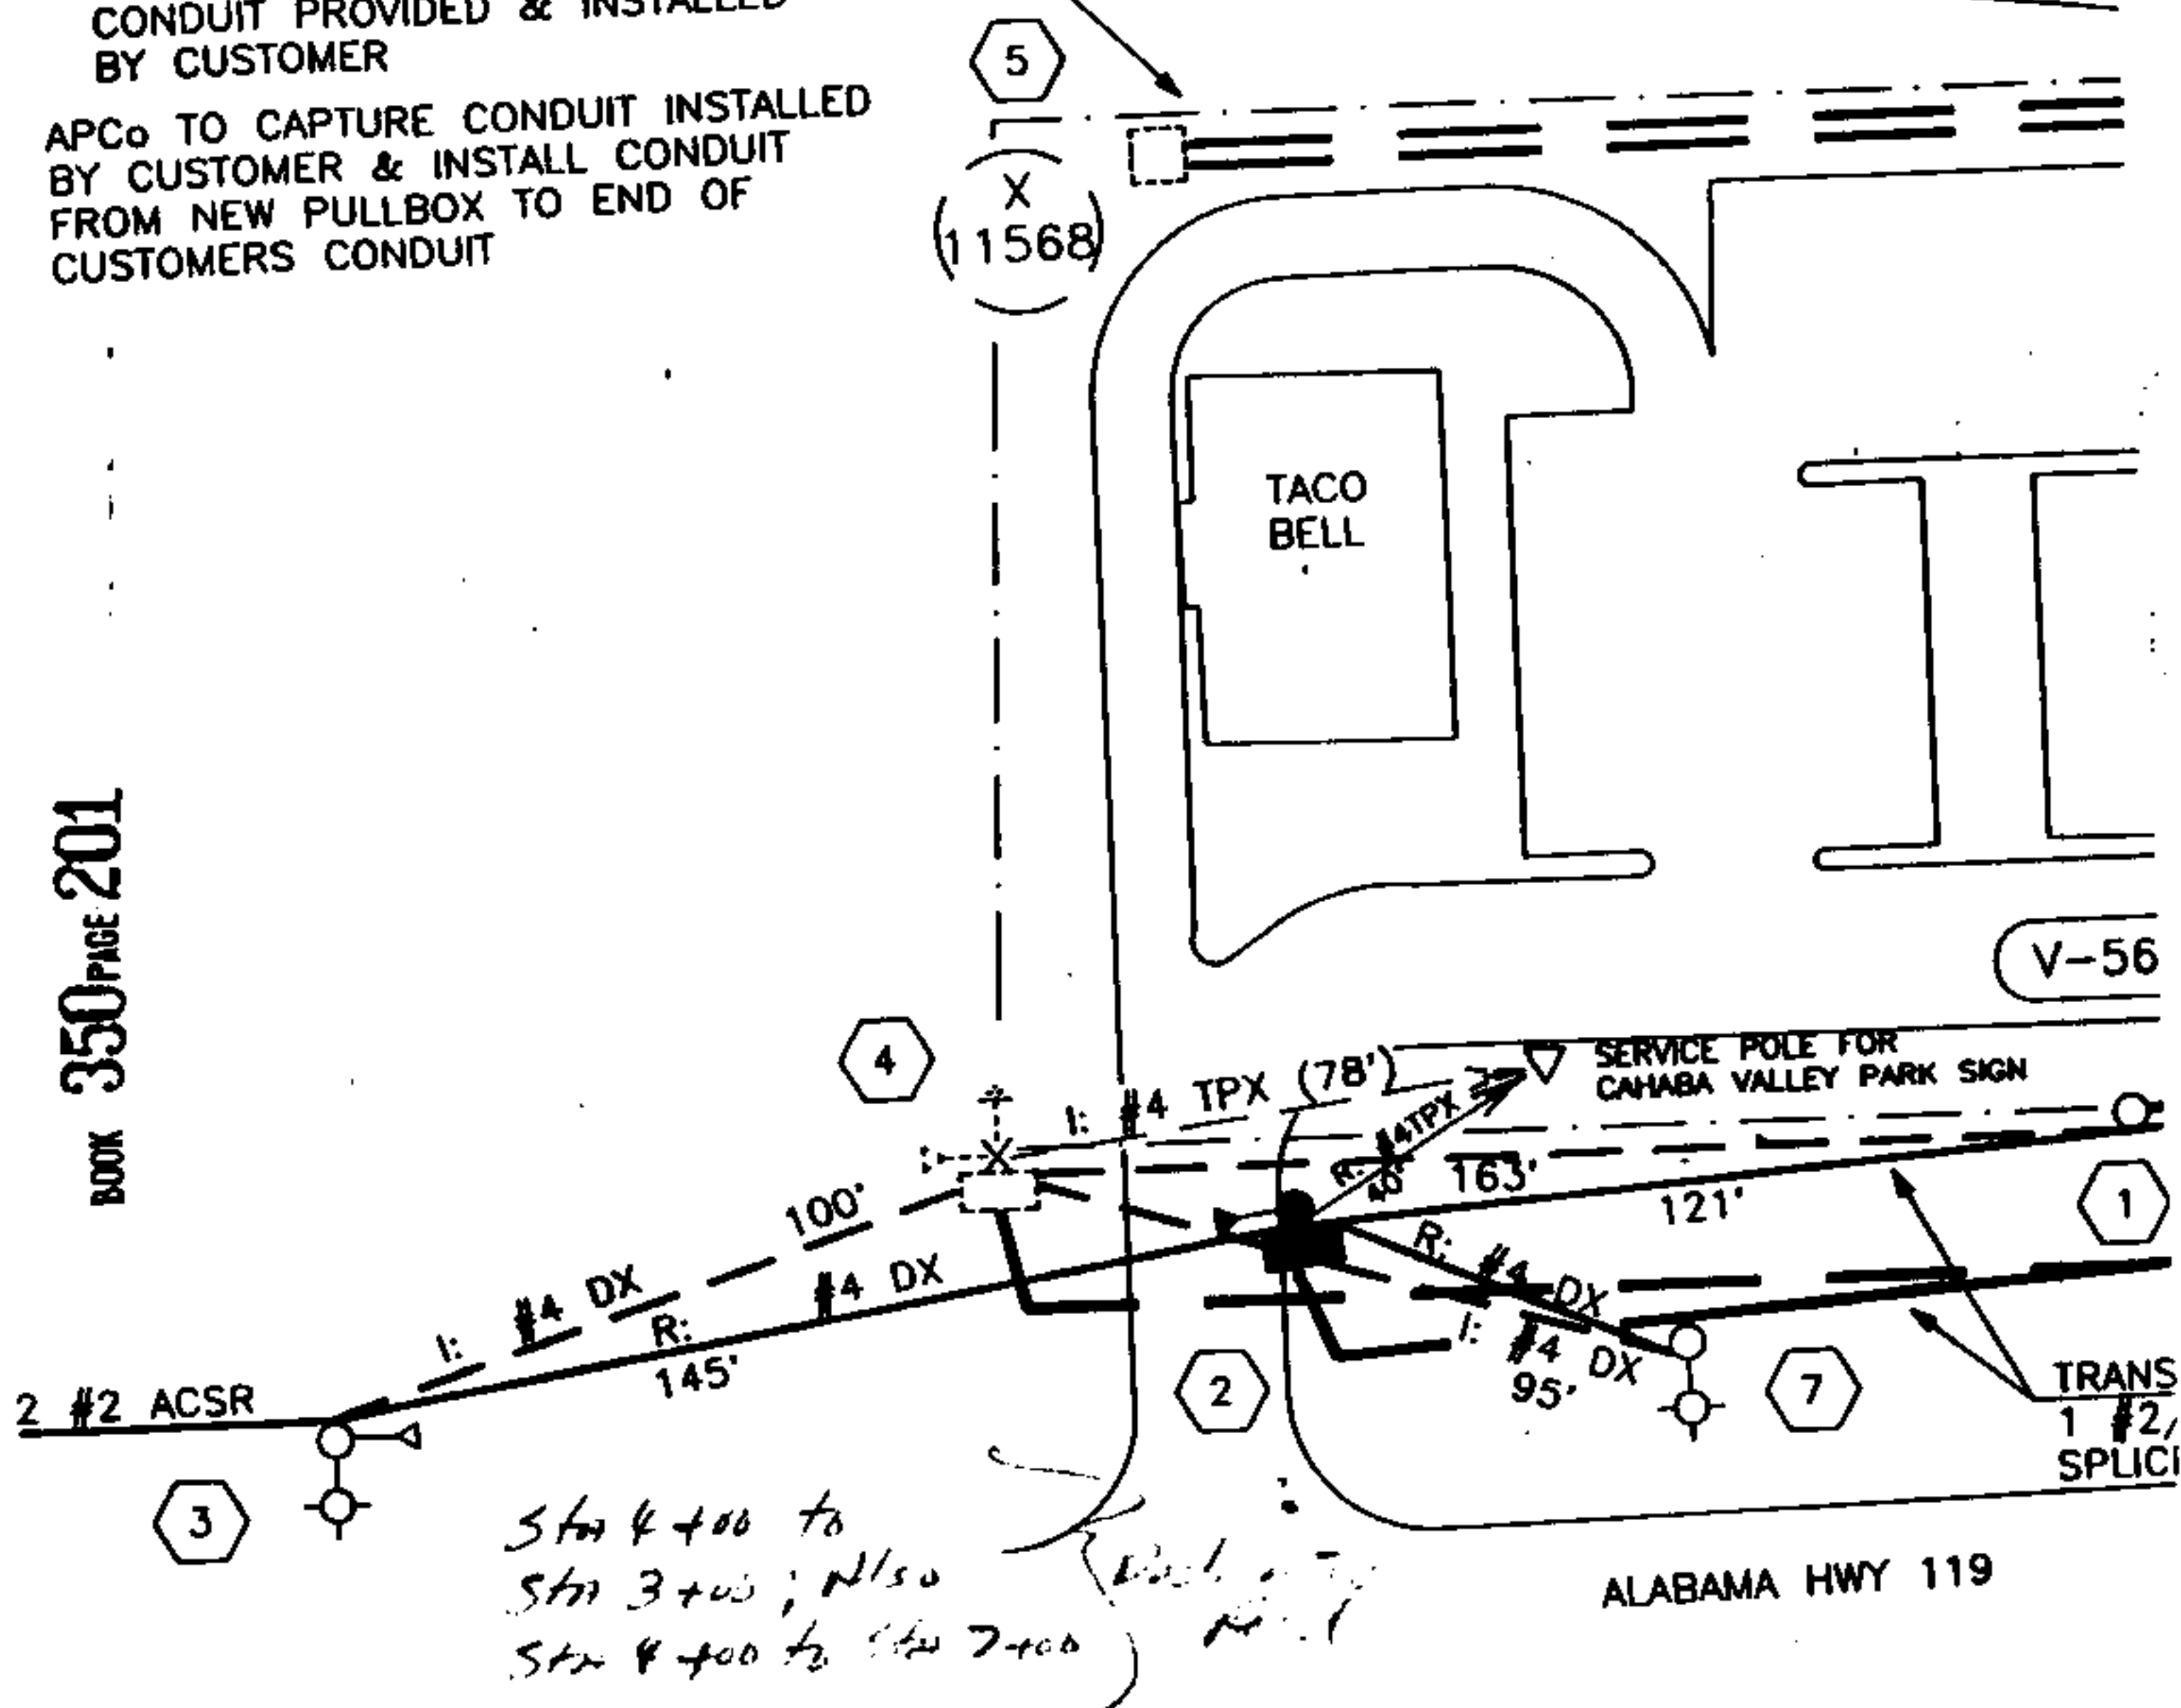 CONDUIT PROVIDED & INSTALLED
BY CUSTOMER
APCo TO CAPTURE CONDUIT INSTALLED
BY CUSTOMER & INSTALL CONDUIT
FROM NEW PULLBOX TO END OF
CUSTOMERS CONDUIT
5
X
(11568)
TACO
BELL
BOOK 350 PAGE 201
V-56
4
SERVICE POLE FOR
CAHABA VALLEY PARK SIGN
I: #4 TPX (78')
R: #4TPX
40'
163'
121'
1
100'
I: #4 DX
R: #4 DX
145'
R: #4 DX
I: #4 DX
95'
2
7
2 #2 ACSR
3
TRANS
1 #2/
SPLICI
Stn 4+00 to
Stn 3+00; Also
Stn 4+00 to Stn 7+00
ALABAMA HWY 119